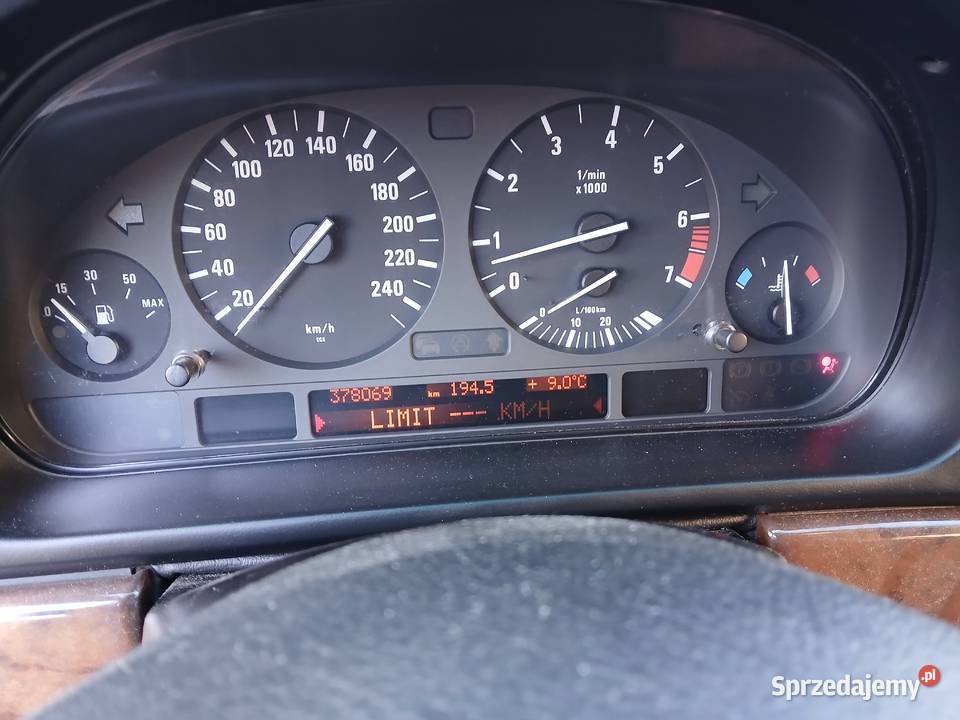 20 40 60 80 100 120 140 160 180 200 220 240
km/h
0 1 2 3 4 5 6 7
1/min
x 1000
0 10 20
L/100km
0 15 30 50 MAX
378069 km 194.5 + 9.0°C
LIMIT --- KM/H
Sprzedajemy.pl